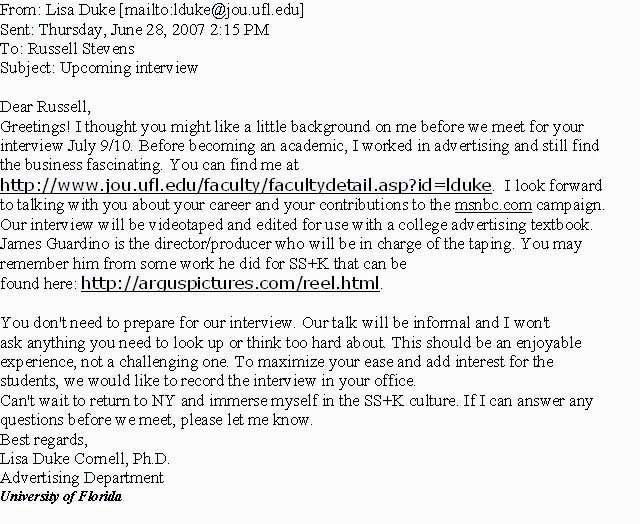 From: Lisa Duke [mailto:lduke@jou.ufl.edu]
Sent: Thursday, June 28, 2007 2:15 PM
To: Russell Stevens
Subject: Upcoming interview
Dear Russell,
Greetings! I thought you might like a little background on me before we meet for your
interview July 9/10. Before becoming an academic, I worked in advertising and still find
the business fascinating. You can find me at
http://www.jou.ufl.edu/faculty/facultydetail.asp?id=lduke. I look forward
to talking with you about your career and your contributions to the msnbc.com campaign.
Our interview will be videotaped and edited for use with a college advertising textbook.
James Guardino is the director/producer who will be in charge of the taping. You may
remember him from some work he did for SS+K that can be
found here: http://arguspictures.com/reel.html.
You don't need to prepare for our interview. Our talk will be informal and I won't
ask anything you need to look up or think too hard about. This should be an enjoyable
experience, not a challenging one. To maximize your ease and add interest for the
students, we would like to record the interview in your office.
Can't wait to return to NY and immerse myself in the SS+K culture. If I can answer any
questions before we meet, please let me know.
Best regards,
Lisa Duke Cornell, Ph.D.
Advertising Department
University of Florida